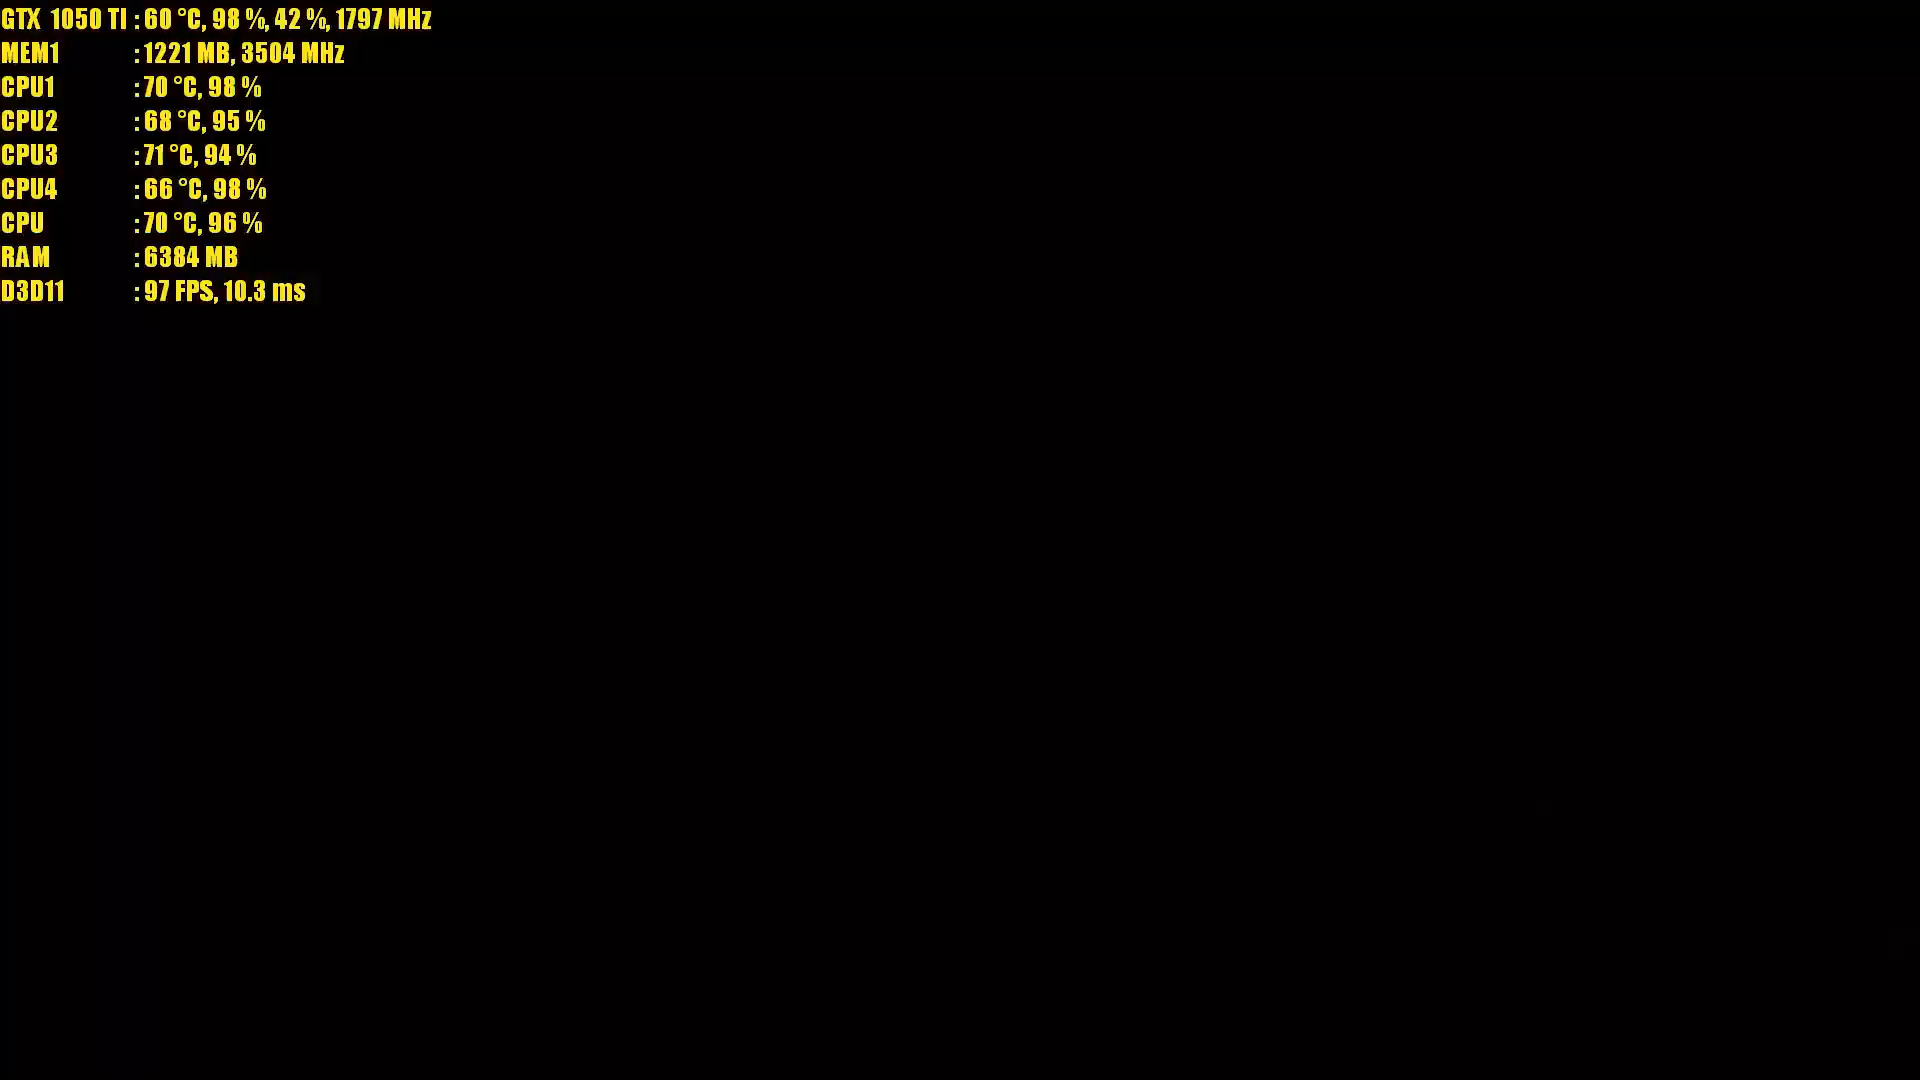 GTX 1050 TI : 60 °C, 98 %, 42 %, 1797 MHz
MEM1 : 1221 MB, 3504 MHz
CPU1 : 70 °C, 98 %
CPU2 : 68 °C, 95 %
CPU3 : 71 °C, 94 %
CPU4 : 66 °C, 98 %
CPU : 70 °C, 96 %
RAM : 6384 MB
D3D11 : 97 FPS, 10.3 ms